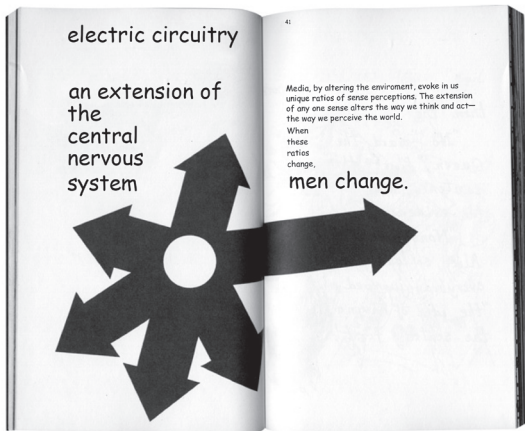 electric circuitry
an extension of
the
central
nervous
system
41
Media, by altering the enviroment, evoke in us
unique ratios of sense perceptions. The extension
of any one sense alters the way we think and act—
the way we perceive the world.
When
these
ratios
change,
men change.